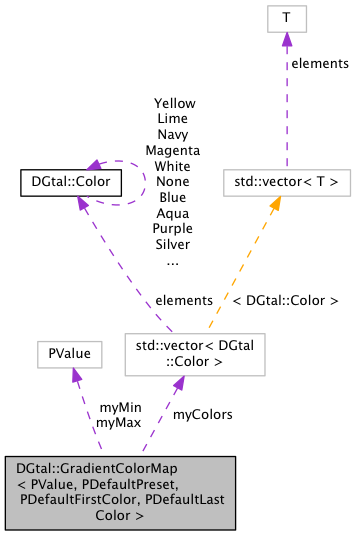 T
elements
Yellow
Lime
Navy
Magenta
White
None
Blue
Aqua
Purple
Silver
...
DGtal::Color
std::vector< T >
elements
< DGtal::Color >
PValue
std::vector< DGtal
::Color >
myMin
myMax
myColors
DGtal::GradientColorMap
< PValue, PDefaultPreset,
PDefaultFirstColor, PDefaultLast
Color >